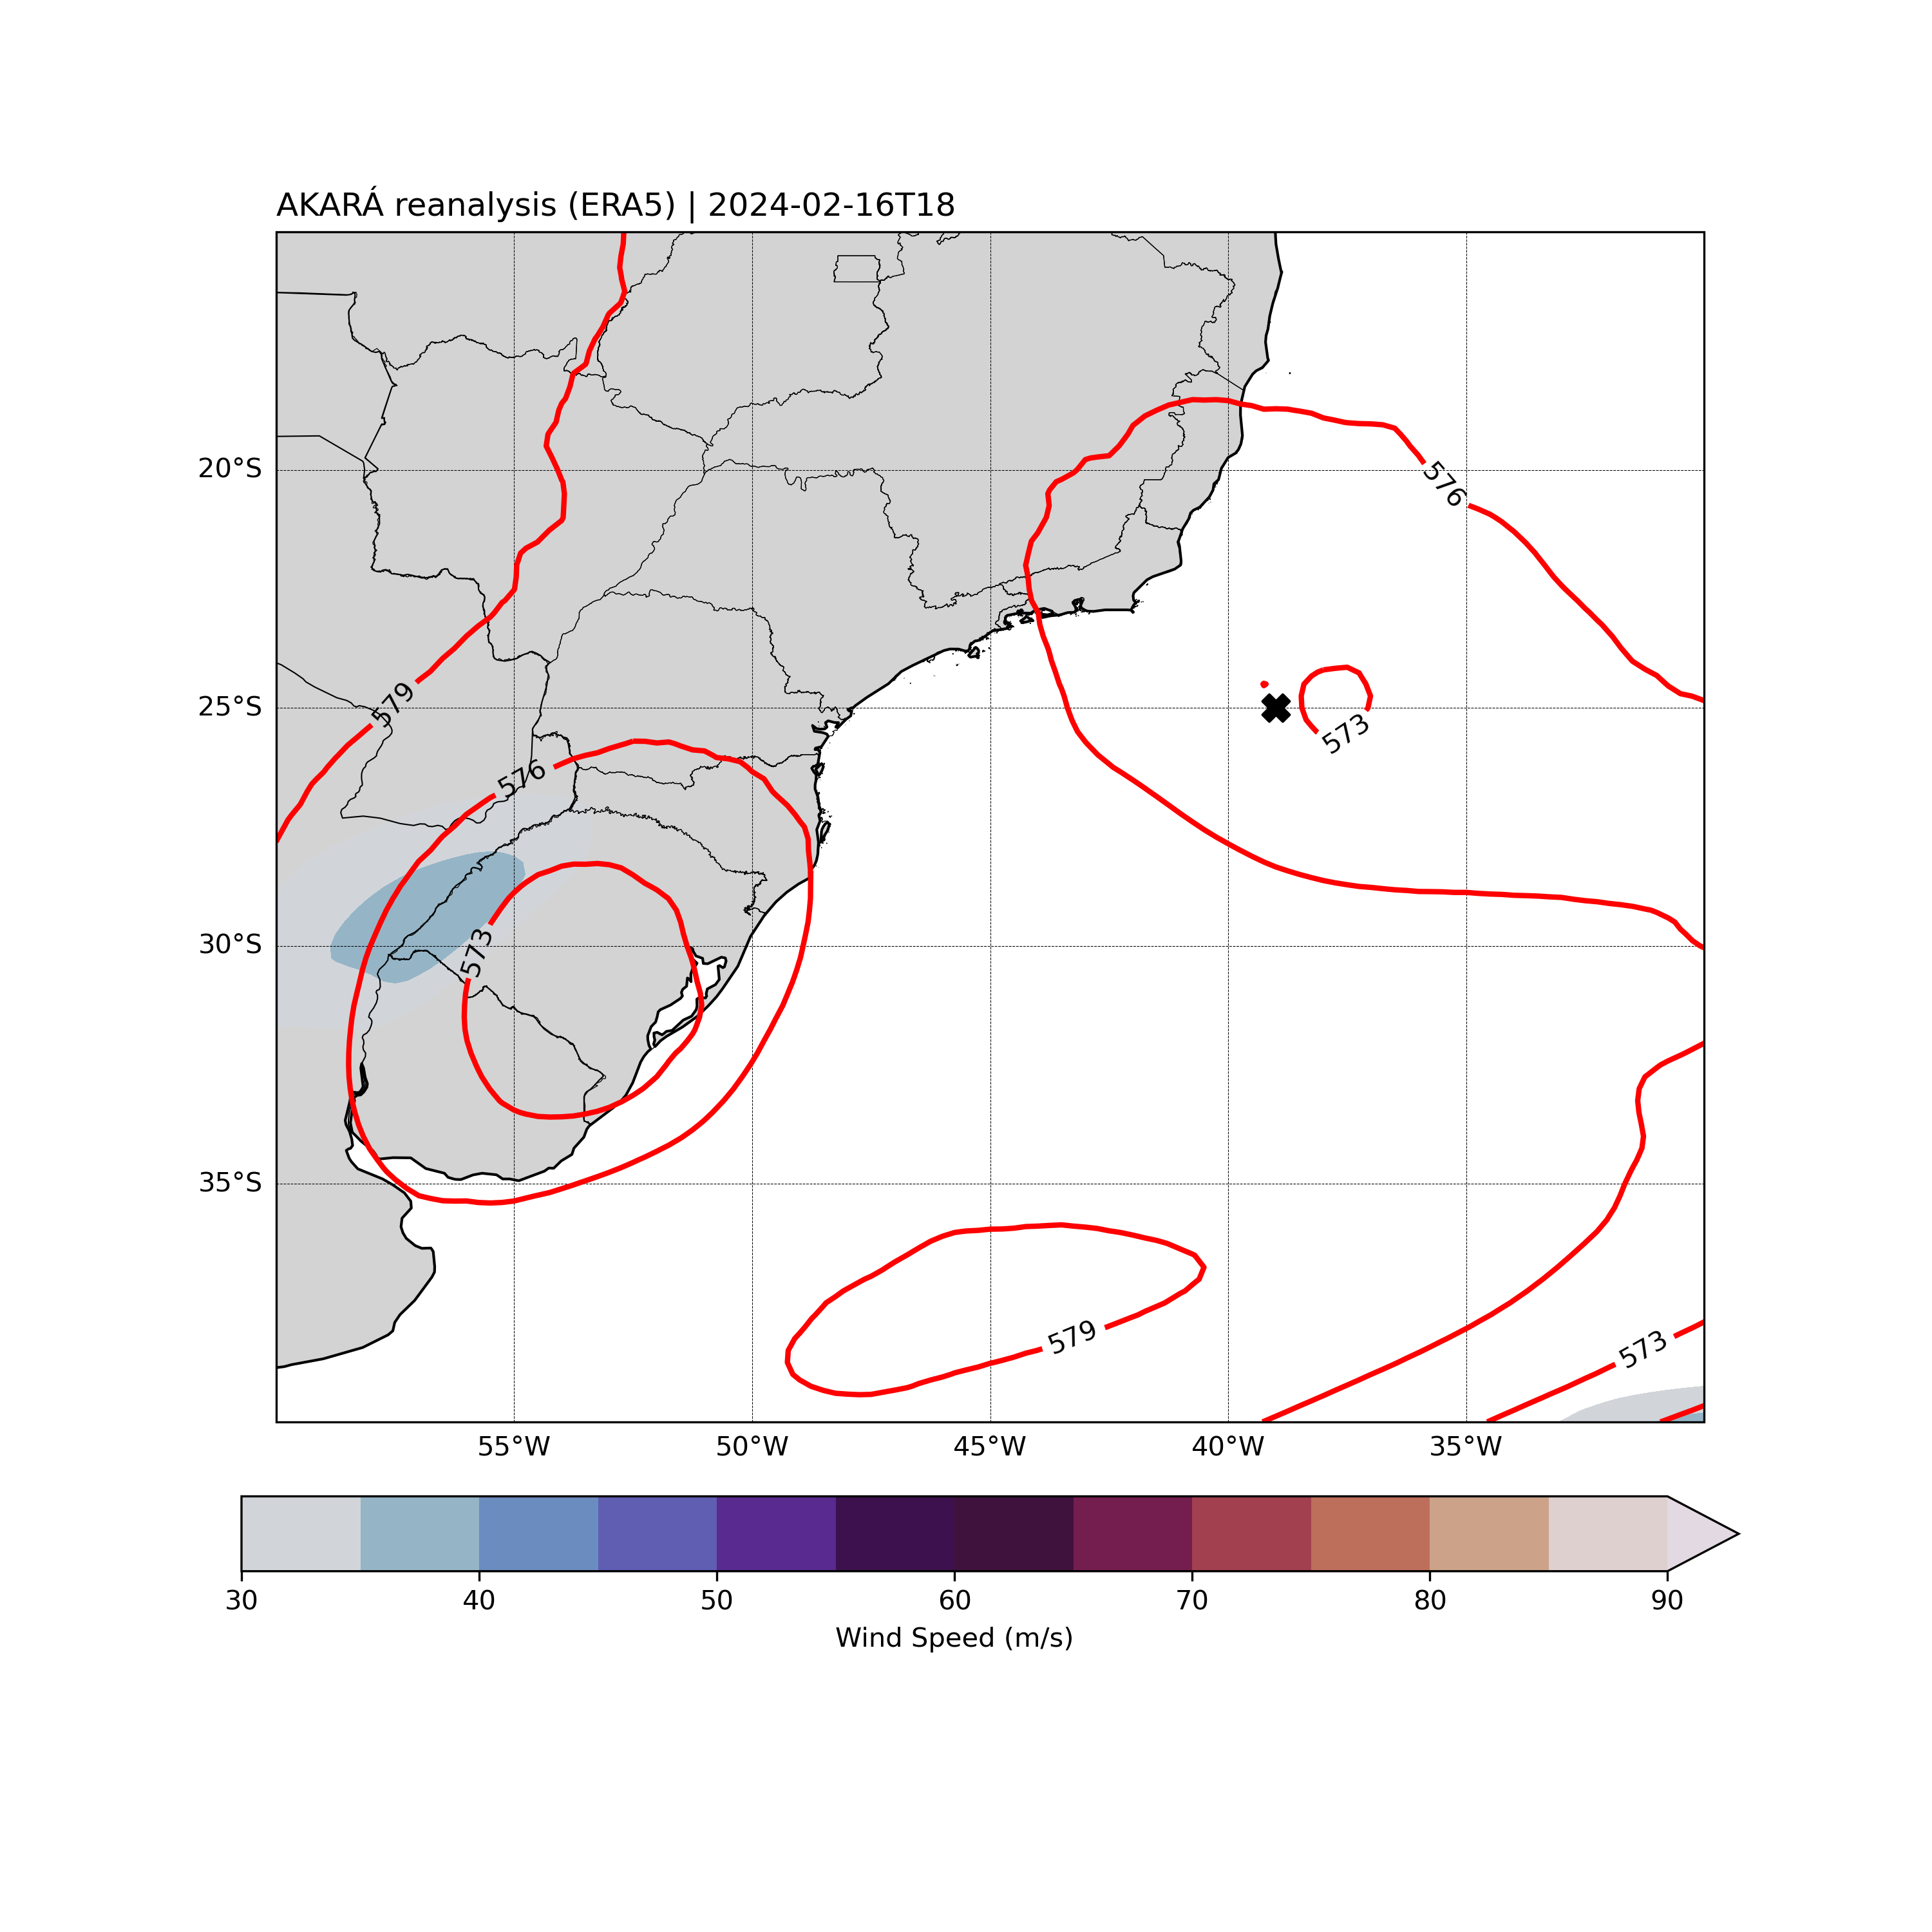 AKARÁ reanalysis (ERA5) | 2024-02-16T18
20°S
576
25°S
579
573
576
30°S
573
35°S
579
573
55°W 50°W 45°W 40°W 35°W
30 40 50 60 70 80 90
Wind Speed (m/s)